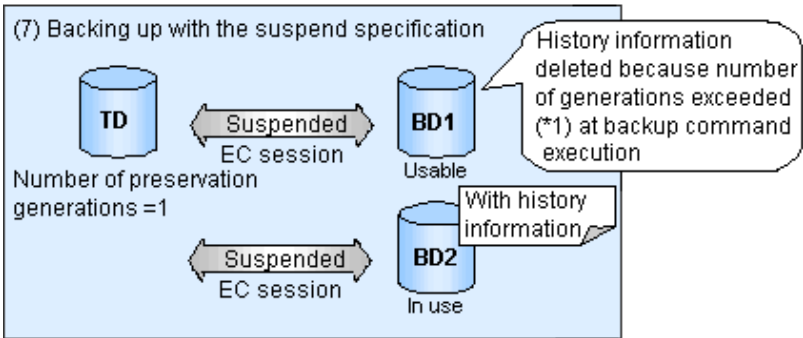 (7) Backing up with the suspend specification
History information
deleted because number
of generations exceeded
(*1) at backup command
execution
TD
Suspended
EC session
BD1
Usable
Number of preservation
generations =1
With history
information
Suspended
EC session
BD2
In use